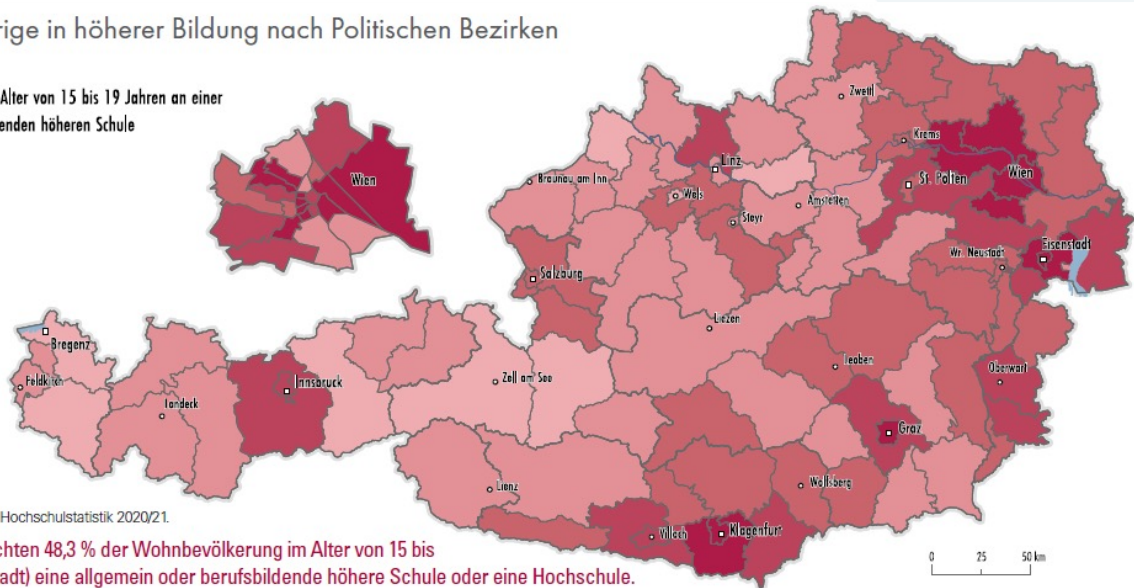 rige in höherer Bildung nach Politischen Bezirken
Alter von 15 bis 19 Jahren an einer
enden höheren Schule
Wien
Zwettl
Krems
Linz
Wien
St. Pölten
Braunau am Inn
Wels
Amstetten
Steyr
Eisenstadt
Wr. Neustadt
Salzburg
Liezen
Bregenz
Leoben
Oberwart
Feldkirch
Innsbruck
Zell am See
Landeck
Graz
Lienz
Wolfsberg
Hochschulstatistik 2020/21.
Villach
Klagenfurt
chten 48,3 % der Wohnbevölkerung im Alter von 15 bis
adt) eine allgemein oder berufsbildende höhere Schule oder eine Hochschule.
0 25 50 km